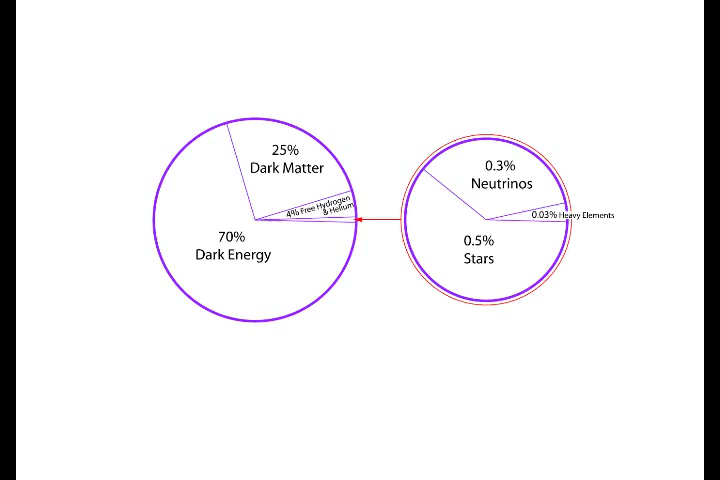 25%
Dark Matter
4% Free Hydrogen
& Helium
70%
Dark Energy
0.3%
Neutrinos
0.03% Heavy Elements
0.5%
Stars